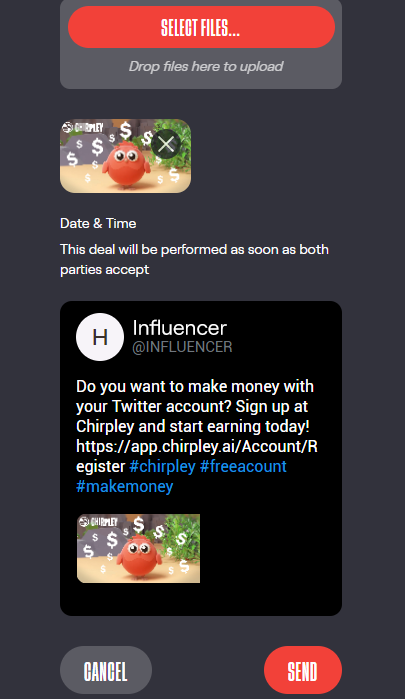 SELECT FILES...
Drop files here to upload
CHIRPLEY
Date & Time
This deal will be performed as soon as both
parties accept
H
Influencer
@INFLUENCER
Do you want to make money with
your Twitter account? Sign up at
Chirpley and start earning today!
https://app.chirpley.ai/Account/R
egister #chirpley #freeacount
#makemoney
CHIRPLEY
CANCEL
SEND